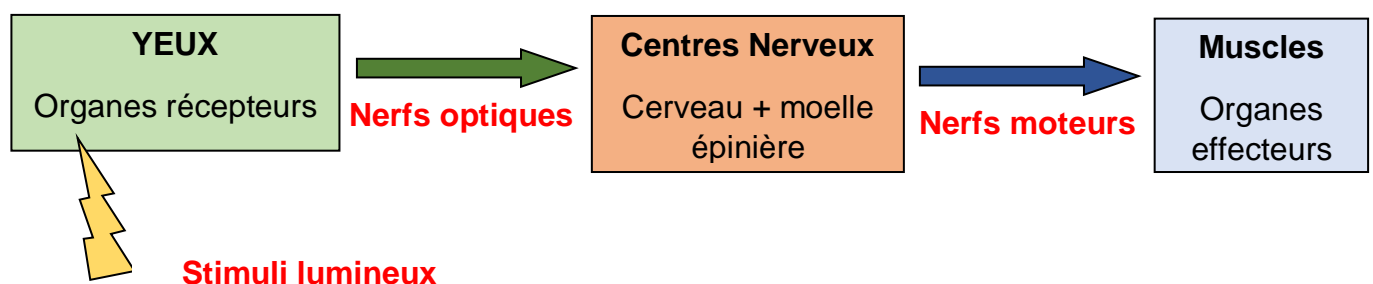 YEUX
Organes récepteurs
Nerfs optiques
Centres Nerveux
Cerveau + moelle
épinière
Nerfs moteurs
Muscles
Organes
effecteurs
Stimuli lumineux